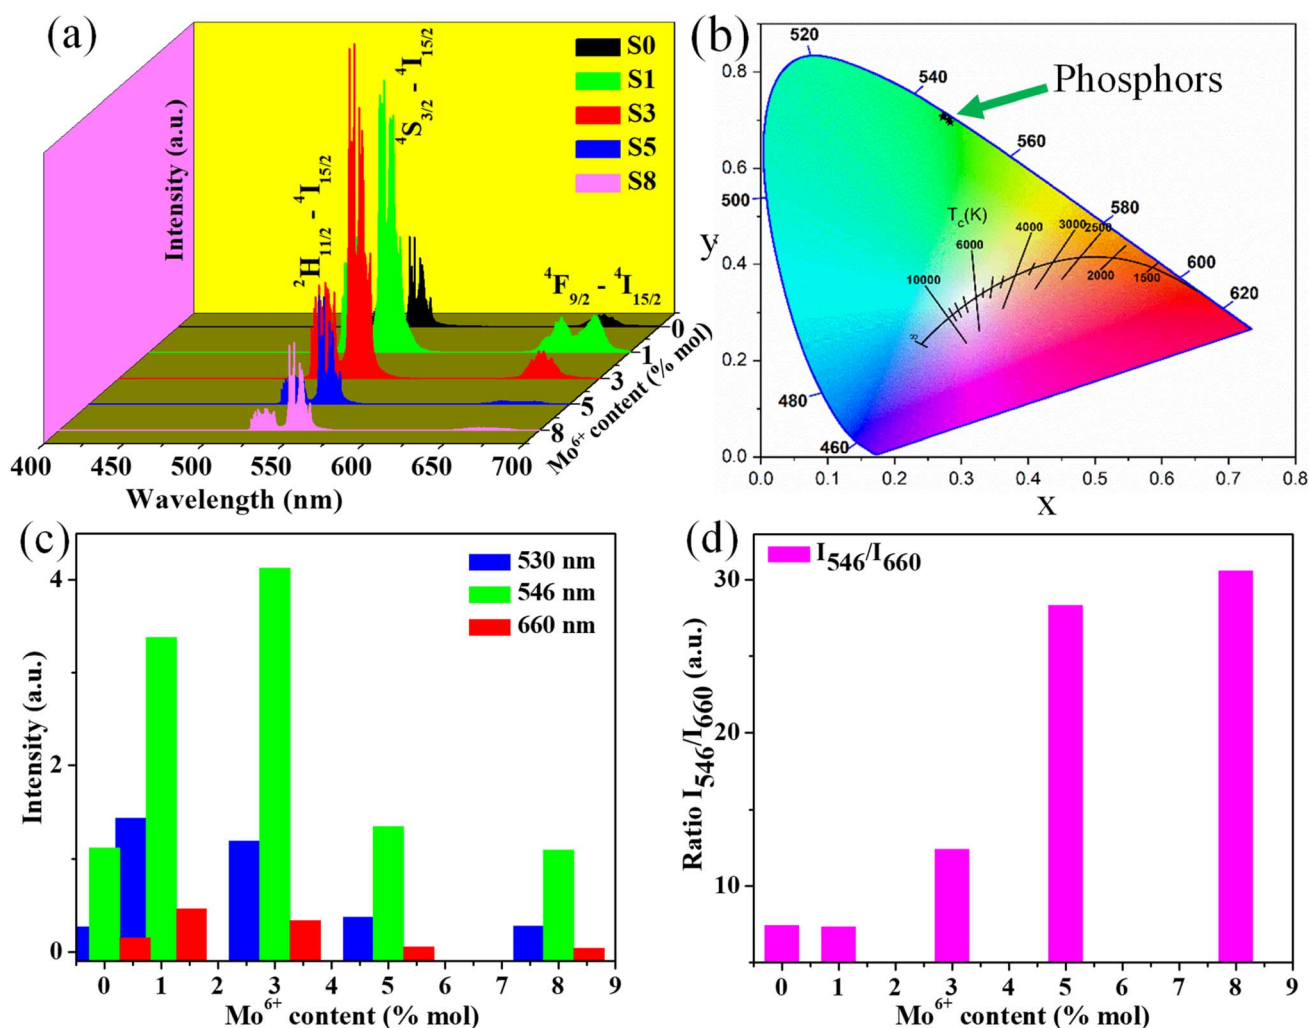 (a)
Intensity (a.u.)
²H₁₁/₂ - ⁴I₁₅/₂
⁴S₃/₂ - ⁴I₁₅/₂
⁴F₉/₂ - ⁴I₁₅/₂
S0
S1
S3
S5
S8
0
1
3
5
8
Mo⁶⁺ content (% mol)
400 450 500 550 600 650 700
Wavelength (nm)
(b)
Phosphors
520
540
560
500
580
600
620
480
460
T_c(K)
∞
10000
6000
4000
3000
2500
2000
1500
0.8
0.6
y
0.4
0.2
0.0
0.0 0.1 0.2 0.3 0.4 0.5 0.6 0.7 0.8
x
(c)
530 nm
546 nm
660 nm
Intensity (a.u.)
4
2
0
0 1 2 3 4 5 6 7 8 9
Mo⁶⁺ content (% mol)
(d)
I₅₄₆/I₆₆₀
Ratio I₅₄₆/I₆₆₀ (a.u.)
30
20
10
0 1 2 3 4 5 6 7 8 9
Mo⁶⁺ content (% mol)